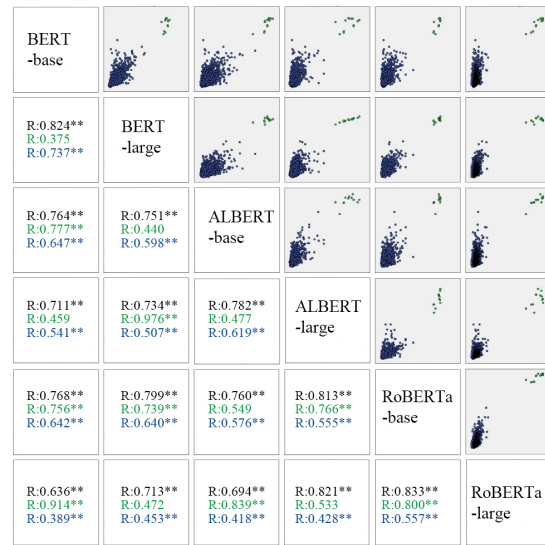 BERT
-base
R:0.824**
R:0.375
R:0.737**
BERT
-large
R:0.764**
R:0.777**
R:0.647**
R:0.751**
R:0.440
R:0.598**
ALBERT
-base
R:0.711**
R:0.459
R:0.541**
R:0.734**
R:0.976**
R:0.507**
R:0.782**
R:0.477
R:0.619**
ALBERT
-large
R:0.768**
R:0.756**
R:0.642**
R:0.799**
R:0.739**
R:0.640**
R:0.760**
R:0.549
R:0.576**
R:0.813**
R:0.766**
R:0.555**
RoBERTa
-base
R:0.636**
R:0.914**
R:0.389**
R:0.713**
R:0.472
R:0.453**
R:0.694**
R:0.839**
R:0.418**
R:0.821**
R:0.533
R:0.428**
R:0.833**
R:0.800**
R:0.557**
RoBERTa
-large